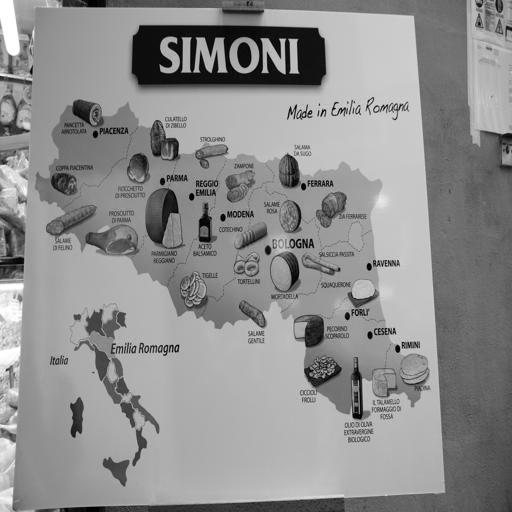 SIMONI
Made in Emilia Romagna
PANCETTA
ARROTOLATA
PIACENZA
CULATELLO
DI ZIBELLO
STROLGHINO
SALAMA
DA SUGO
COPPA PIACENTINA
FIOCCHETTO
DI PROSCIUTTO
PARMA
REGGIO
EMILIA
ZAMPONE
FERRARA
SALAME
DI FELINO
PROSCIUTTO
DI PARMA
PARMIGIANO
REGGIANO
ACETO
BALSAMICO
MODENA
COTECHINO
SALAME
ROSA
ZIA FERRARESE
BOLOGNA
TIGELLE
TORTELLINI
MORTADELLA
SALSICCIA PASSITA
RAVENNA
SQUAQUERONE
SALAME
GENTILE
FORLI'
PECORINO
SCOPAROLO
CESENA
RIMINI
CICCIOLI
FROLLI
OLIO DI OLIVA
EXTRAVERGINE
BIOLOGICO
IL TALAMELLO
FORMAGGIO DI
FOSSA
PIADINA
Italia
Emilia Romagna